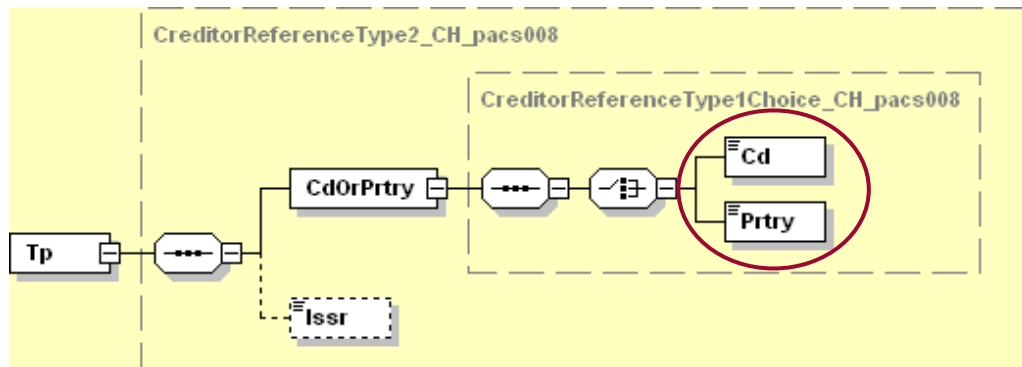 CreditorReferenceType2_CH_pacs008
CreditorReferenceType1Choice_CH_pacs008
Cd
CdOrPrtry
Prtry
Tp
Issr